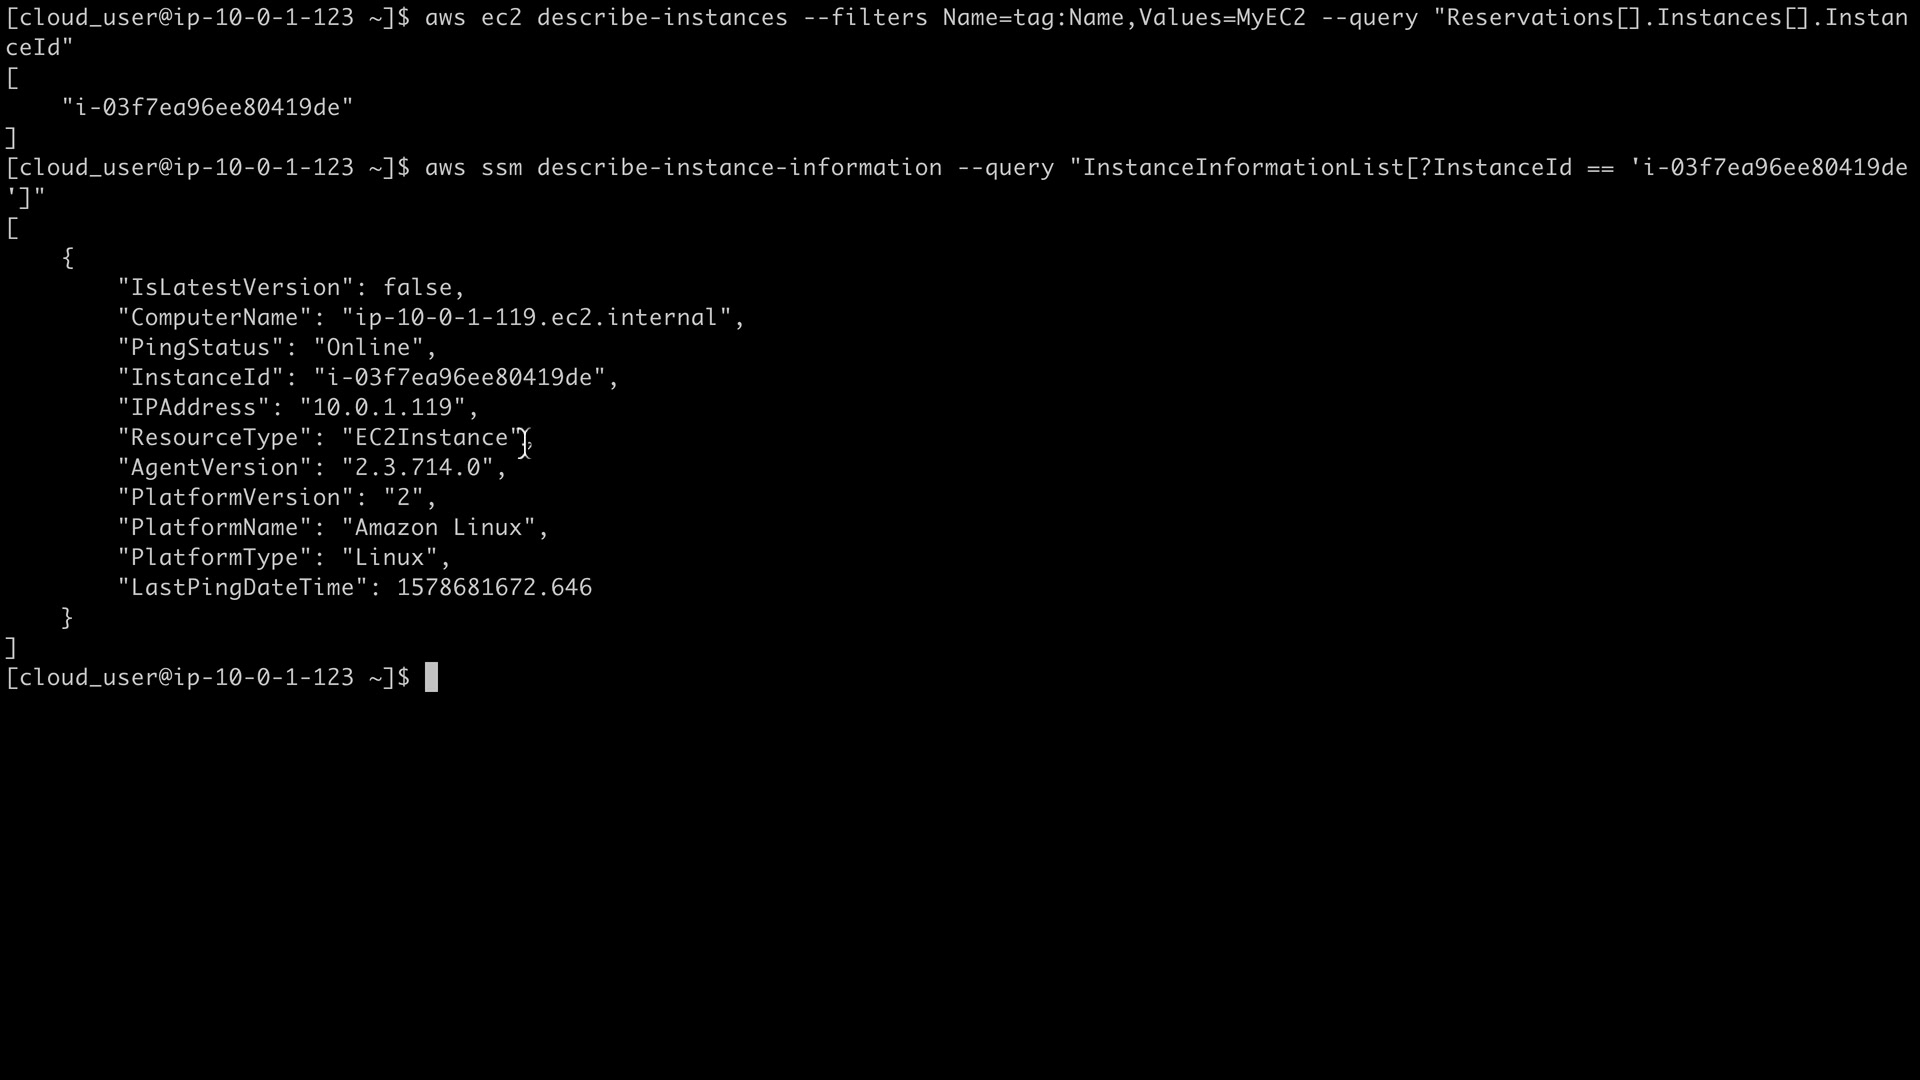 [cloud_user@ip-10-0-1-123 ~]$ aws ec2 describe-instances --filters Name=tag:Name,Values=MyEC2 --query "Reservations[].Instances[].Instan
ceId"
[
    "i-03f7ea96ee80419de"
]
[cloud_user@ip-10-0-1-123 ~]$ aws ssm describe-instance-information --query "InstanceInformationList[?InstanceId == 'i-03f7ea96ee80419de
']"
[
    {
        "IsLatestVersion": false,
        "ComputerName": "ip-10-0-1-119.ec2.internal",
        "PingStatus": "Online",
        "InstanceId": "i-03f7ea96ee80419de",
        "IPAddress": "10.0.1.119",
        "ResourceType": "EC2Instance",
        "AgentVersion": "2.3.714.0",
        "PlatformVersion": "2",
        "PlatformName": "Amazon Linux",
        "PlatformType": "Linux",
        "LastPingDateTime": 1578681672.646
    }
]
[cloud_user@ip-10-0-1-123 ~]$